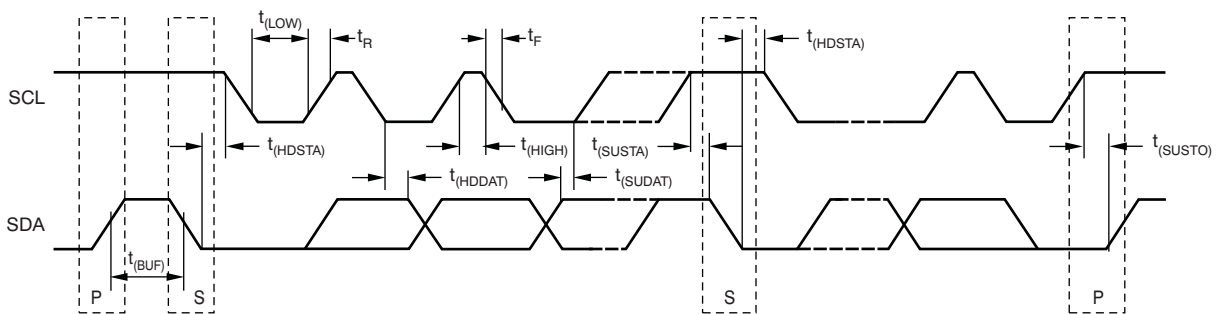 t(LOW)
tR
tF
t(HDSTA)
SCL
t(HDSTA)
t(HIGH)
t(SUSTA)
t(SUSTO)
t(HDDAT)
t(SUDAT)
SDA
t(BUF)
P
S
S
P